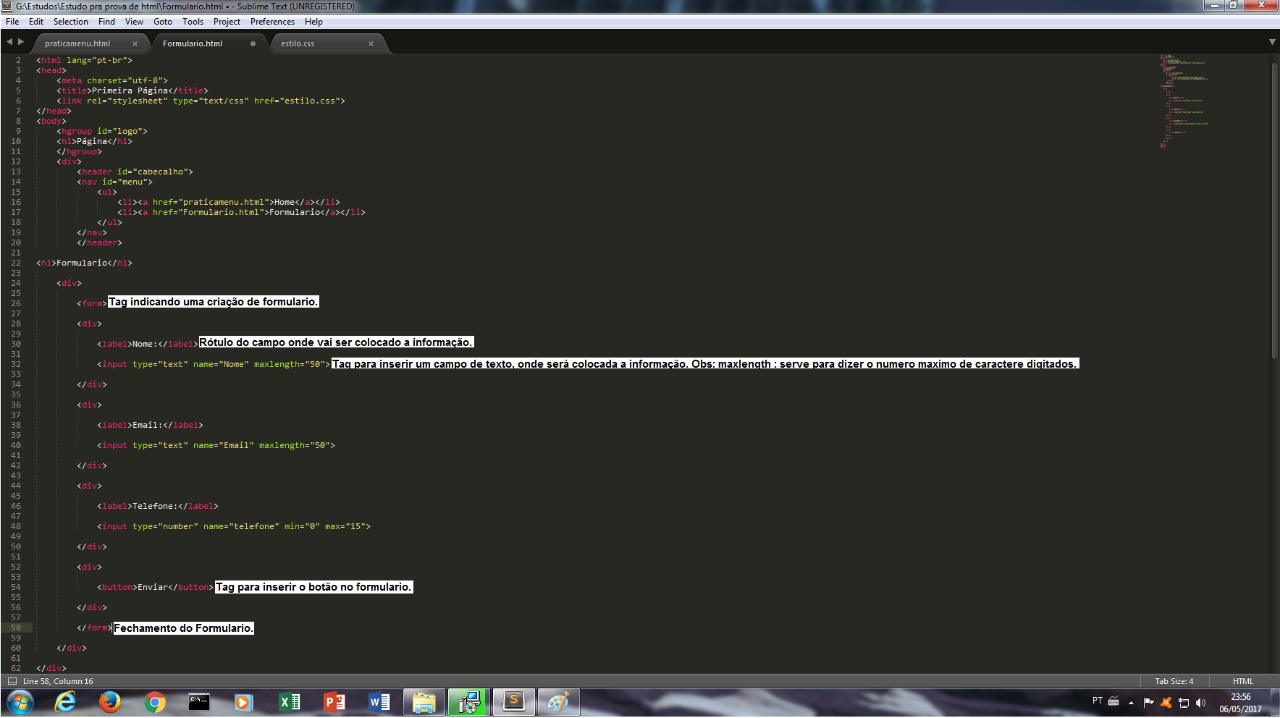 G:\Estudos\Estudo pra prova de html\Formulario.html • - Sublime Text (UNREGISTERED)
File Edit Selection Find View Goto Tools Project Preferences Help
praticamenu.html × Formulario.html • estilo.css ×
2 <html lang="pt-br">
3 <head>
4 <meta charset="utf-8">
5 <title>Primeira Página</title>
6 <link rel="stylesheet" type="text/css" href="estilo.css">
7 </head>
8 <body>
9 <hgroup id="logo">
10 <h1>Página</h1>
11 </hgroup>
12 <div>
13 <header id="cabecalho">
14 <nav id="menu">
15 <ul>
16 <li><a href="praticamenu.html">Home</a></li>
17 <li><a href="Formulario.html">Formulario</a></li>
18 </ul>
19 </nav>
20 </header>
21
22 <h1>Formulario</h1>
23
24 <div>
25
26 <form> Tag indicando uma criação de formulario.
27
28 <div>
29
30 <label>Nome:</label> Rótulo do campo onde vai ser colocado a informação.
31
32 <input type="text" name="Nome" maxlength="50"> Tag para inserir um campo de texto, onde será colocada a informação. Obs: maxlength : serve para dizer o numero maximo de caractere digitados.
33
34 </div>
35
36 <div>
37
38 <label>Email:</label>
39
40 <input type="text" name="Email" maxlength="50">
41
42 </div>
43
44 <div>
45
46 <label>Telefone:</label>
47
48 <input type="number" name="telefone" min="0" max="15">
49
50 </div>
51
52 <div>
53
54 <button>Enviar</button> Tag para inserir o botão no formulario.
55
56 </div>
57
58 </form> Fechamento do Formulario.
59
60 </div>
61
62 </div>
Line 58, Column 16 Tab Size: 4 HTML
PT 23:56
06/05/2017